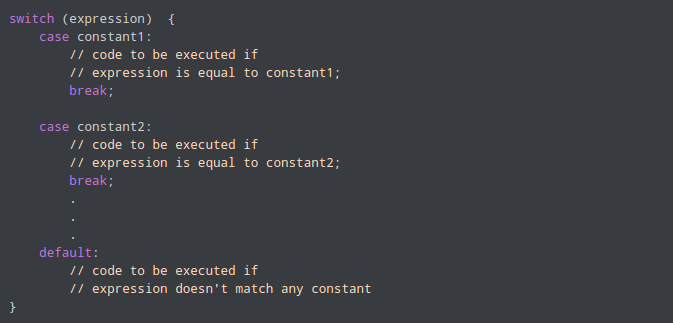 switch (expression)  {
    case constant1:
        // code to be executed if
        // expression is equal to constant1;
        break;

    case constant2:
        // code to be executed if
        // expression is equal to constant2;
        break;
        .
        .
        .
    default:
        // code to be executed if
        // expression doesn't match any constant
}